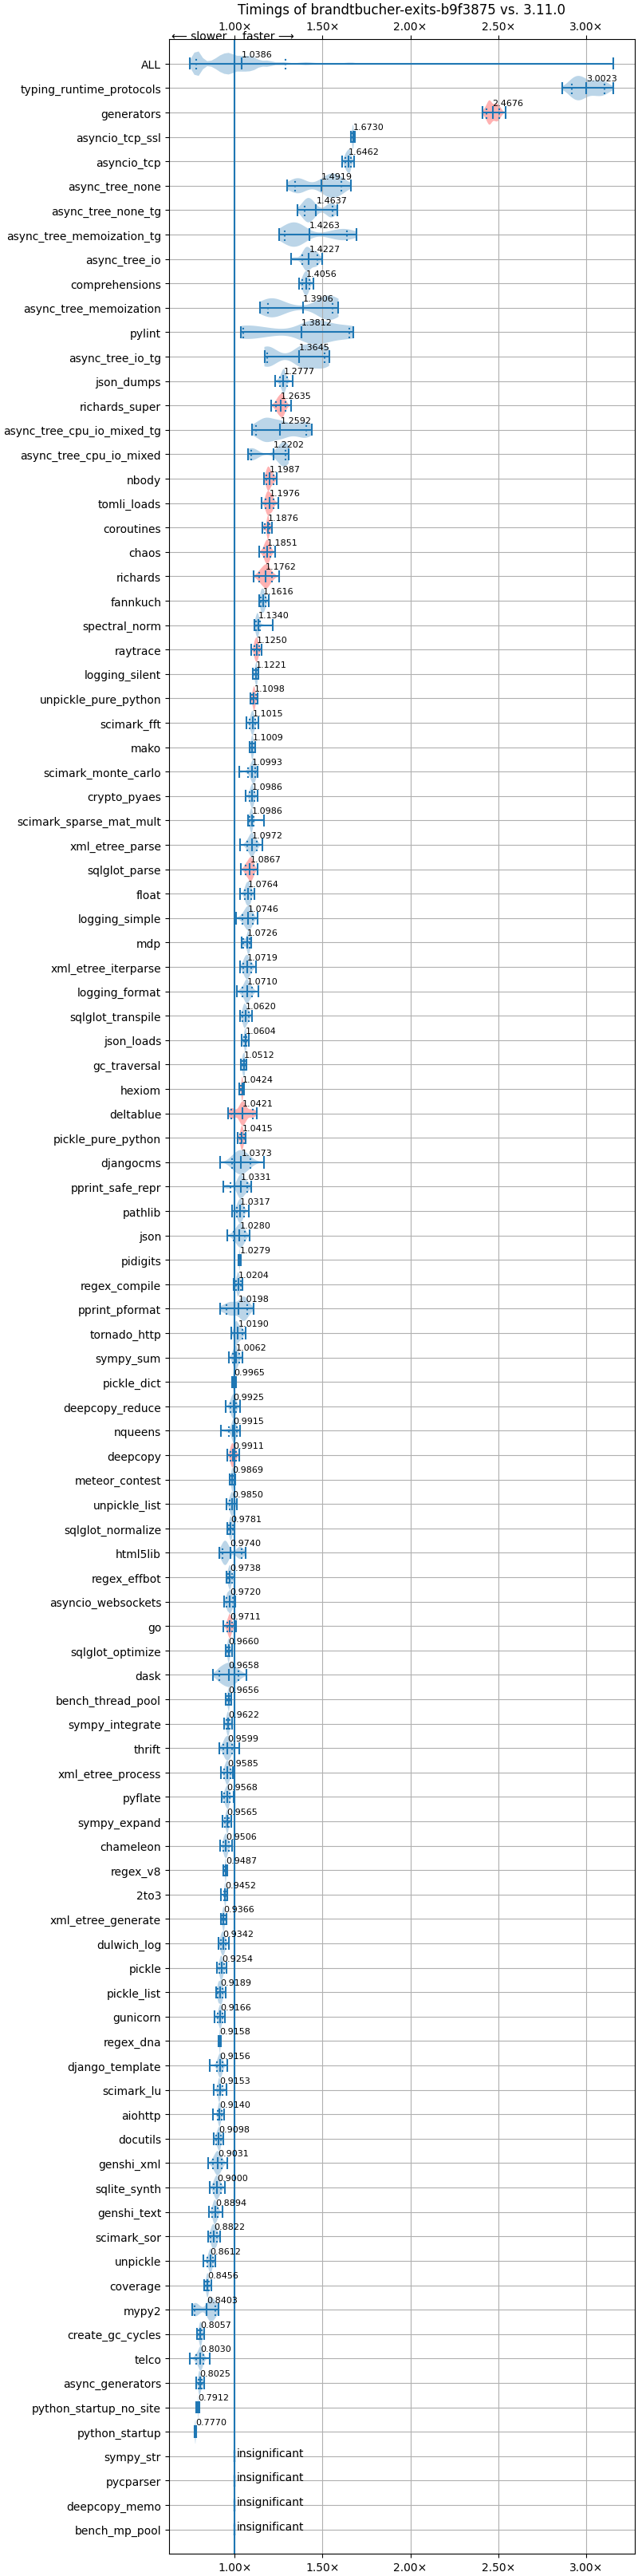 Timings of brandtbucher-exits-b9f3875 vs. 3.11.0
1.00× 1.50× 2.00× 2.50× 3.00×
⟵ slower faster ⟶
ALL 1.0386
typing_runtime_protocols 3.0023
generators 2.4676
asyncio_tcp_ssl 1.6730
asyncio_tcp 1.6462
async_tree_none 1.4919
async_tree_none_tg 1.4637
async_tree_memoization_tg 1.4263
async_tree_io 1.4227
comprehensions 1.4056
async_tree_memoization 1.3906
pylint 1.3812
async_tree_io_tg 1.3645
json_dumps 1.2777
richards_super 1.2635
async_tree_cpu_io_mixed_tg 1.2592
async_tree_cpu_io_mixed 1.2202
nbody 1.1987
tomli_loads 1.1976
coroutines 1.1876
chaos 1.1851
richards 1.1762
fannkuch 1.1616
spectral_norm 1.1340
raytrace 1.1250
logging_silent 1.1221
unpickle_pure_python 1.1098
scimark_fft 1.1015
mako 1.1009
scimark_monte_carlo 1.0993
crypto_pyaes 1.0986
scimark_sparse_mat_mult 1.0986
xml_etree_parse 1.0972
sqlglot_parse 1.0867
float 1.0764
logging_simple 1.0746
mdp 1.0726
xml_etree_iterparse 1.0719
logging_format 1.0710
sqlglot_transpile 1.0620
json_loads 1.0604
gc_traversal 1.0512
hexiom 1.0424
deltablue 1.0421
pickle_pure_python 1.0415
djangocms 1.0373
pprint_safe_repr 1.0331
pathlib 1.0317
json 1.0280
pidigits 1.0279
regex_compile 1.0204
pprint_pformat 1.0198
tornado_http 1.0190
sympy_sum 1.0062
pickle_dict 0.9965
deepcopy_reduce 0.9925
nqueens 0.9915
deepcopy 0.9911
meteor_contest 0.9869
unpickle_list 0.9850
sqlglot_normalize 0.9781
html5lib 0.9740
regex_effbot 0.9738
asyncio_websockets 0.9720
go 0.9711
sqlglot_optimize 0.9660
dask 0.9658
bench_thread_pool 0.9656
sympy_integrate 0.9622
thrift 0.9599
xml_etree_process 0.9585
pyflate 0.9568
sympy_expand 0.9565
chameleon 0.9506
regex_v8 0.9487
2to3 0.9452
xml_etree_generate 0.9366
dulwich_log 0.9342
pickle 0.9254
pickle_list 0.9189
gunicorn 0.9166
regex_dna 0.9158
django_template 0.9156
scimark_lu 0.9153
aiohttp 0.9140
docutils 0.9098
genshi_xml 0.9031
sqlite_synth 0.9000
genshi_text 0.8894
scimark_sor 0.8822
unpickle 0.8612
coverage 0.8456
mypy2 0.8403
create_gc_cycles 0.8057
telco 0.8030
async_generators 0.8025
python_startup_no_site 0.7912
python_startup 0.7770
sympy_str insignificant
pycparser insignificant
deepcopy_memo insignificant
bench_mp_pool insignificant
1.00× 1.50× 2.00× 2.50× 3.00×